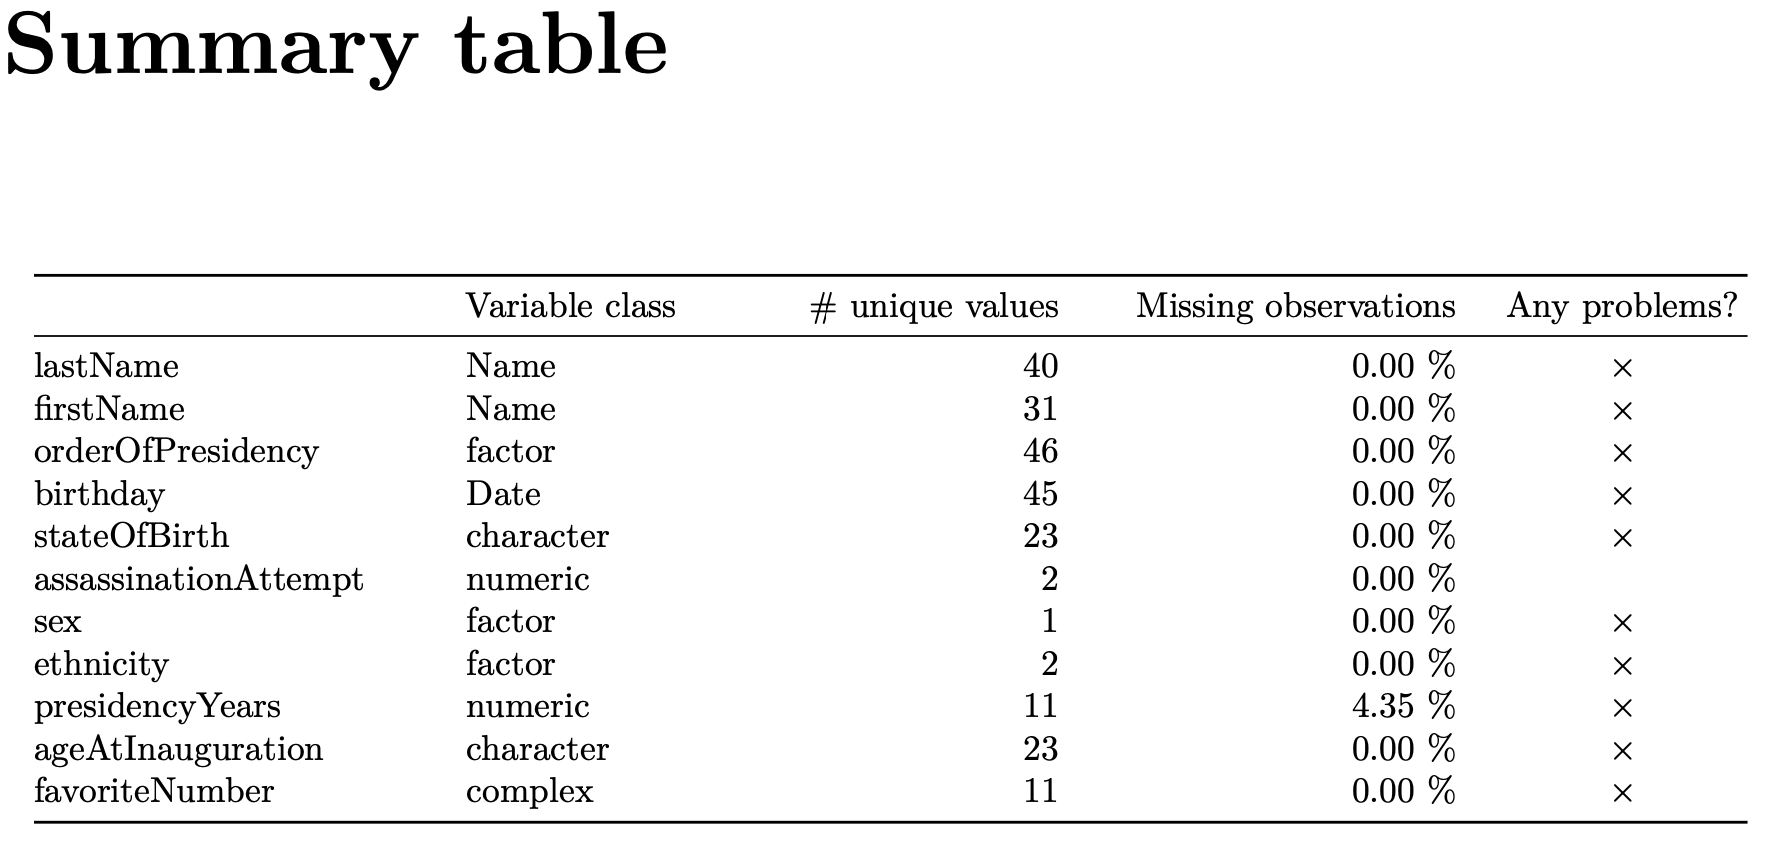 Summary table
Variable class # unique values Missing observations Any problems?
lastName Name 40 0.00 % ×
firstName Name 31 0.00 % ×
orderOfPresidency factor 46 0.00 % ×
birthday Date 45 0.00 % ×
stateOfBirth character 23 0.00 % ×
assassinationAttempt numeric 2 0.00 %
sex factor 1 0.00 % ×
ethnicity factor 2 0.00 % ×
presidencyYears numeric 11 4.35 % ×
ageAtInauguration character 23 0.00 % ×
favoriteNumber complex 11 0.00 % ×